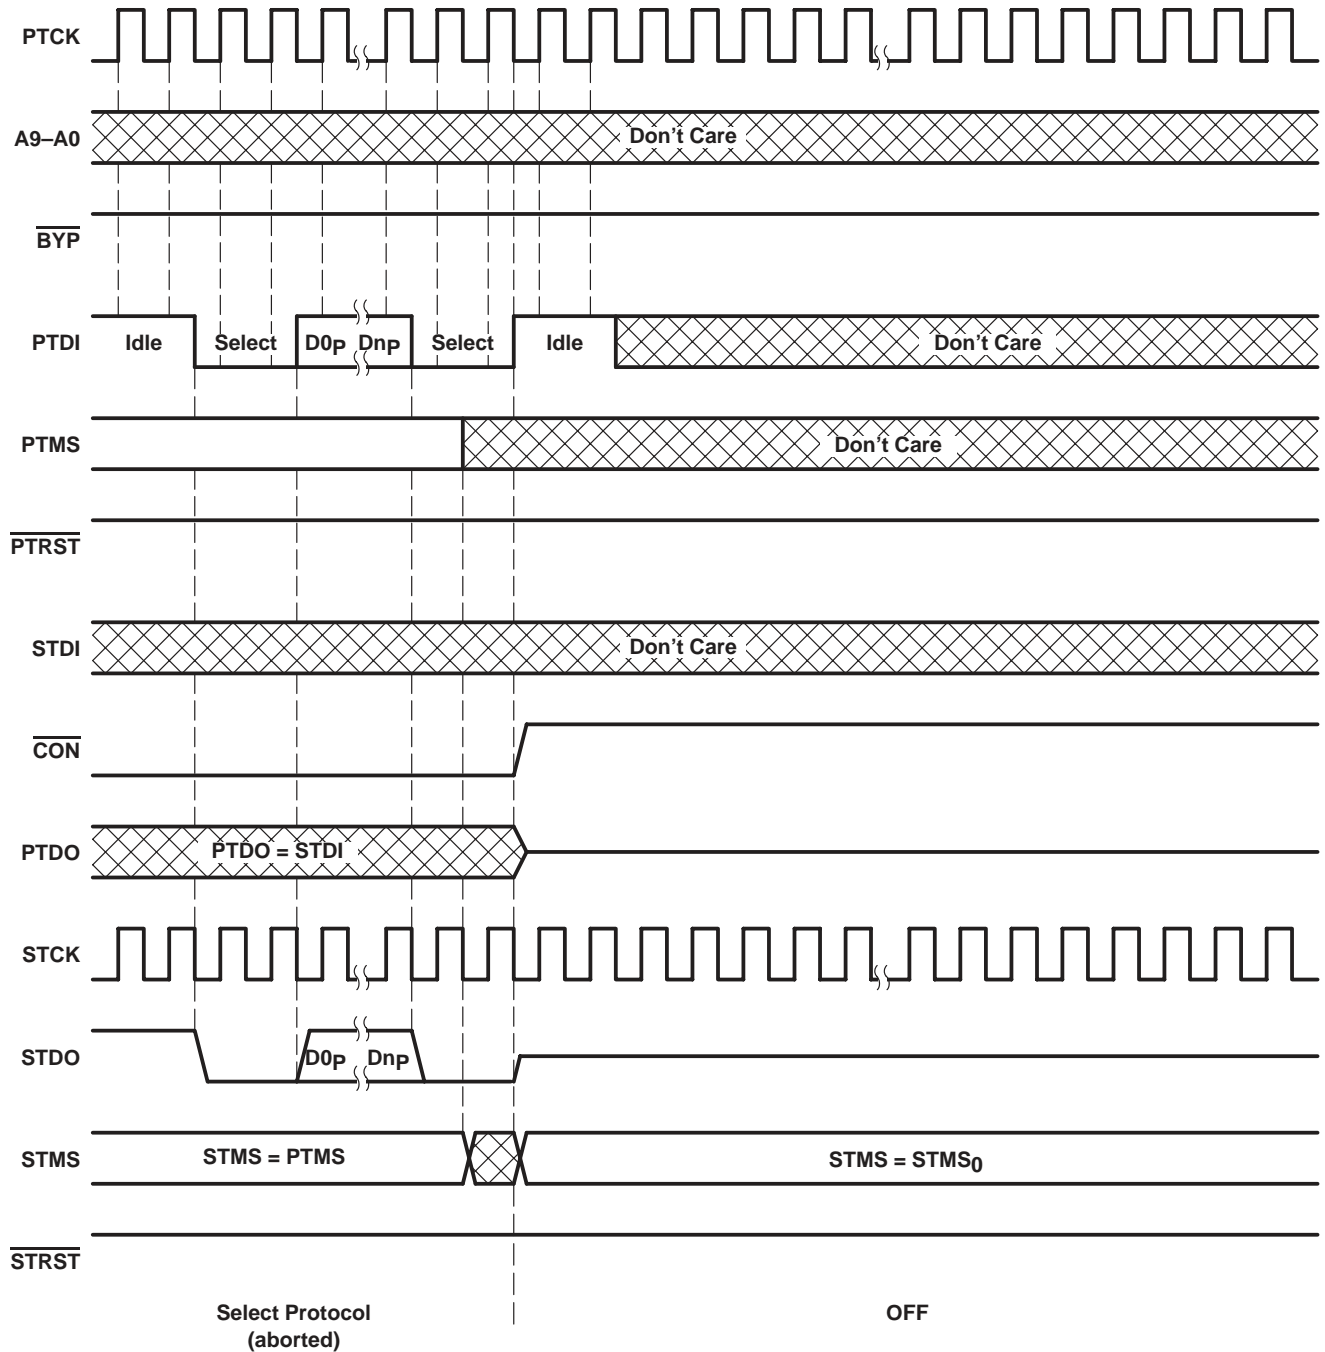 PTCK
A9–A0 Don't Care
BYP
PTDI Idle Select D0P DnP Select Idle Don't Care
PTMS Don't Care
PTRST
STDI Don't Care
CON
PTDO PTDO = STDI
STCK
STDO D0P DnP
STMS STMS = PTMS STMS = STMS0
STRST
Select Protocol OFF
(aborted)